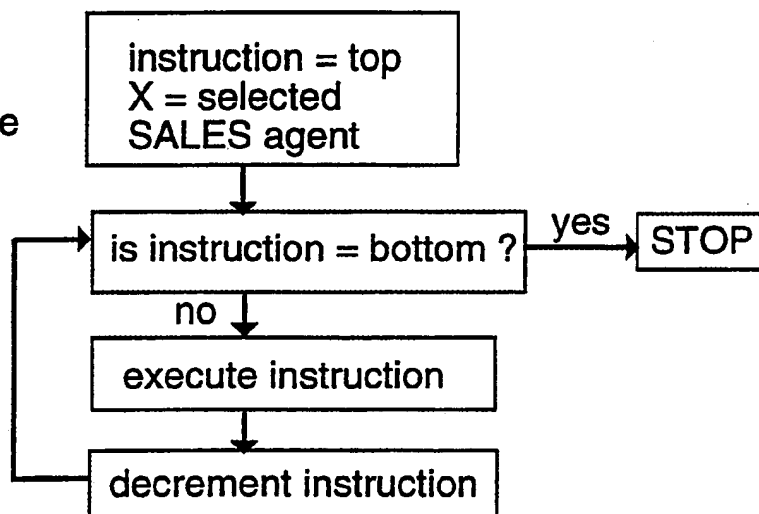 instruction = top
X = selected
SALES agent
e
is instruction = bottom ?
yes
STOP
no
execute instruction
decrement instruction